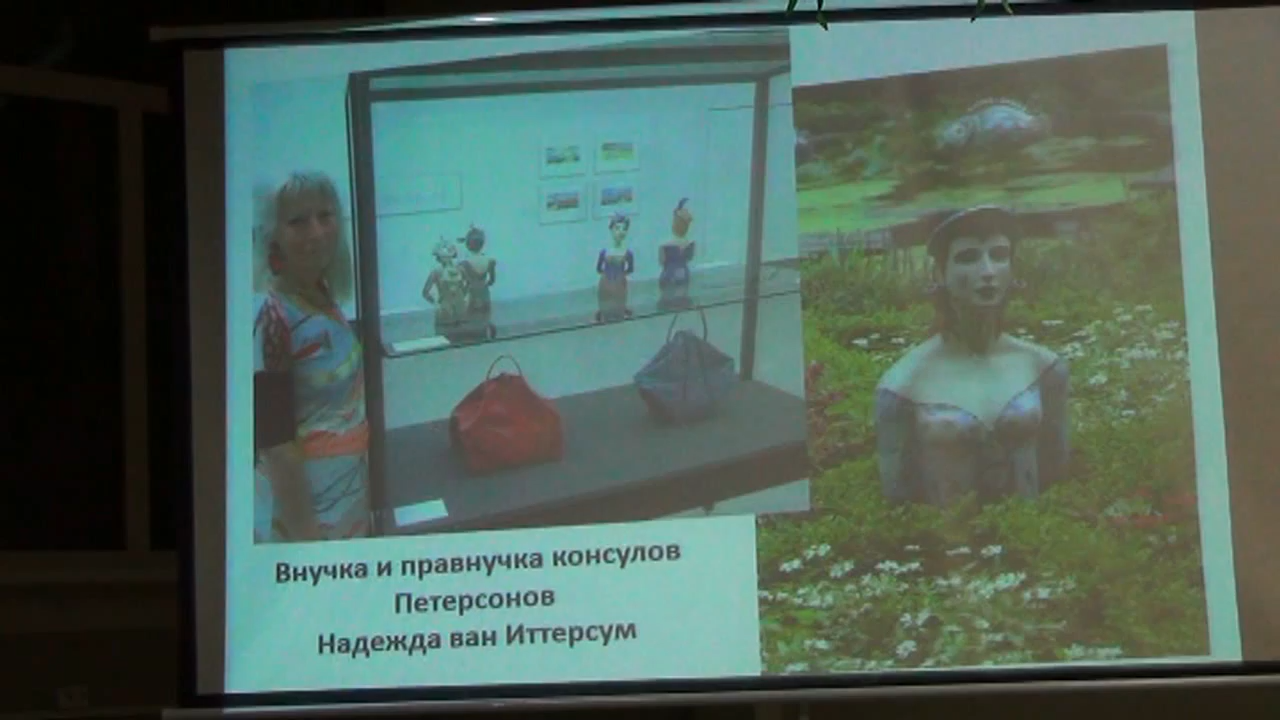 Внучка и правнучка консулов
Петерсонов
Надежда ван Иттерсум